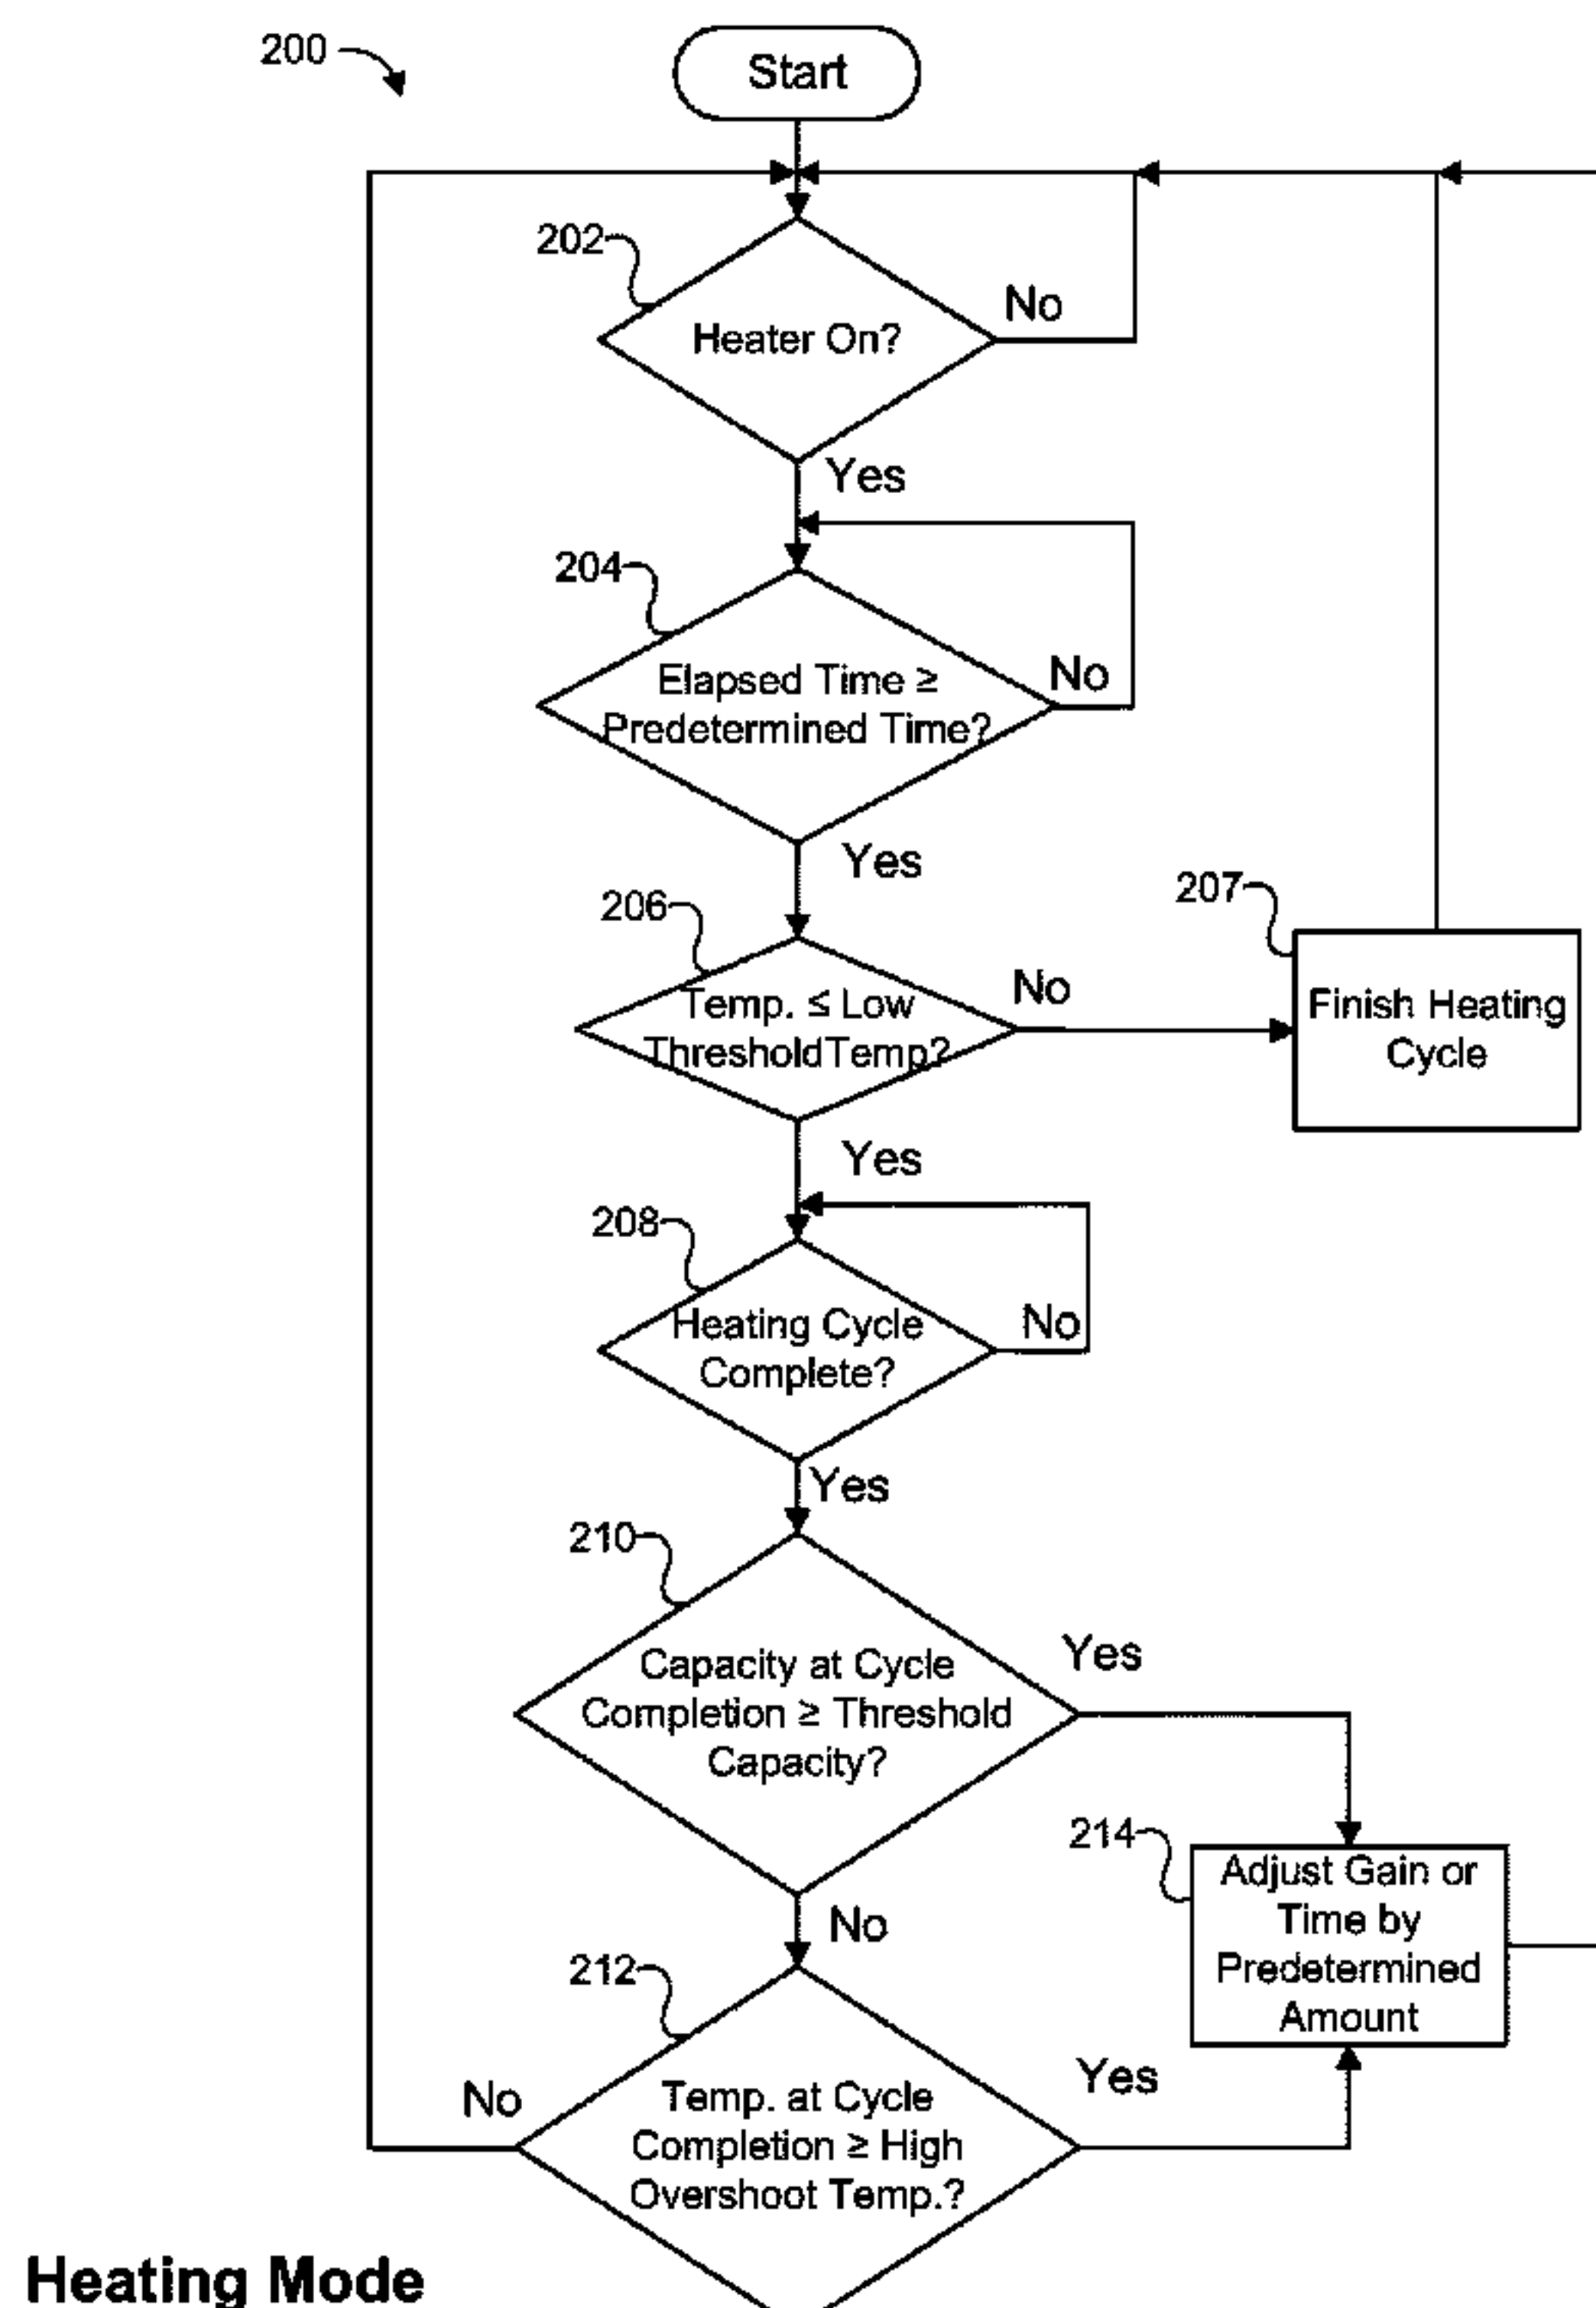 200
Start
202
Heater On?
No
Yes
204
Elapsed Time ≥
Predetermined Time?
No
Yes
206
Temp. ≤ Low
ThresholdTemp?
No
207
Finish Heating
Cycle
Yes
208
Heating Cycle
Complete?
No
Yes
210
Capacity at Cycle
Completion ≥ Threshold
Capacity?
Yes
214
Adjust Gain or
Time by
Predetermined
Amount
No
212
Temp. at Cycle
Completion ≥ High
Overshoot Temp.?
No
Yes
Heating Mode